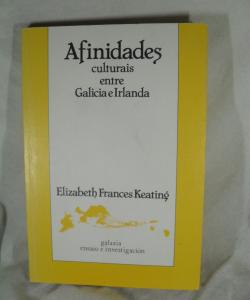 Afinidades
culturais
entre
Galicia e Irlanda
Elizabeth Frances Keating
galaxia
ensaio e investigación